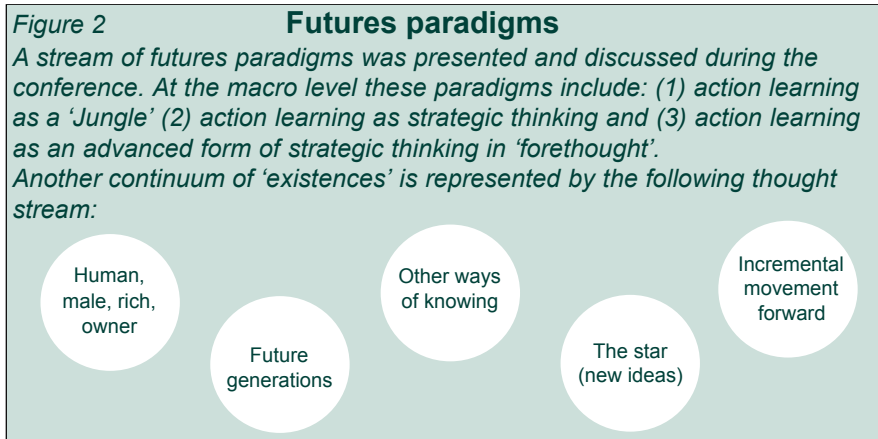 Figure 2 Futures paradigms
A stream of futures paradigms was presented and discussed during the
conference. At the macro level these paradigms include: (1) action learning
as a ‘Jungle’ (2) action learning as strategic thinking and (3) action learning
as an advanced form of strategic thinking in ‘forethought’.
Another continuum of ‘existences’ is represented by the following thought
stream:
Human,
male, rich,
owner
Future
generations
Other ways
of knowing
The star
(new ideas)
Incremental
movement
forward